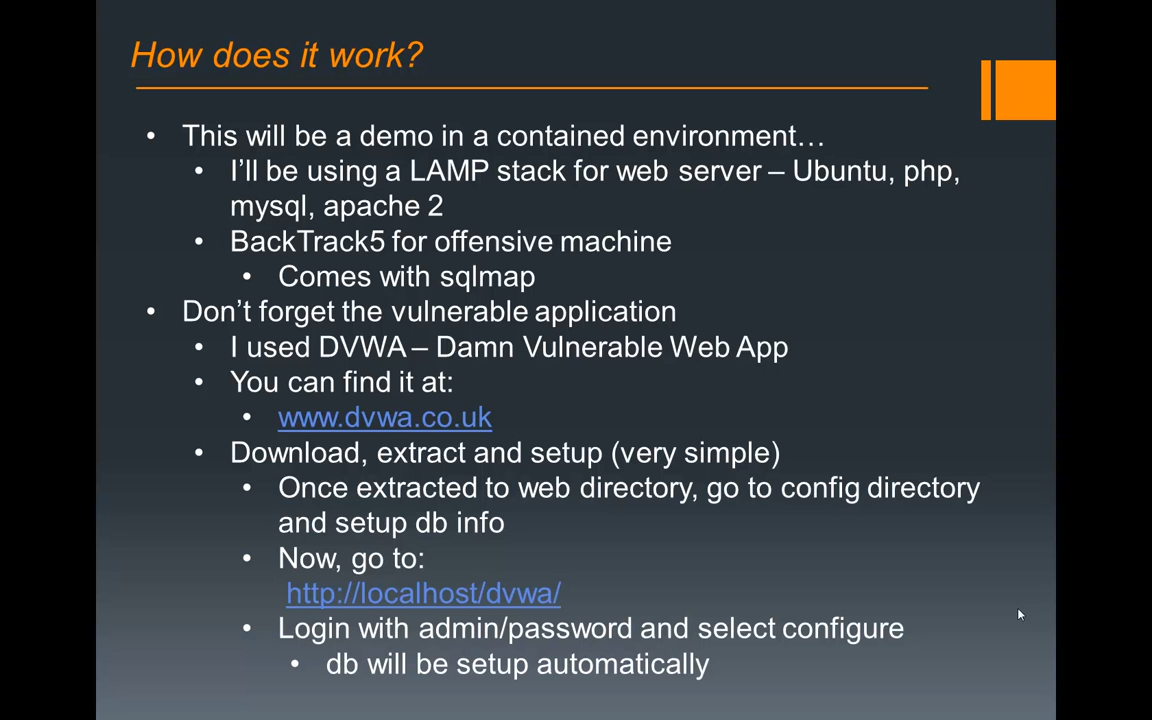 How does it work?
• This will be a demo in a contained environment…
• I’ll be using a LAMP stack for web server – Ubuntu, php,
mysql, apache 2
• BackTrack5 for offensive machine
• Comes with sqlmap
• Don’t forget the vulnerable application
• I used DVWA – Damn Vulnerable Web App
• You can find it at:
• www.dvwa.co.uk
• Download, extract and setup (very simple)
• Once extracted to web directory, go to config directory
and setup db info
• Now, go to:
http://localhost/dvwa/
• Login with admin/password and select configure
• db will be setup automatically